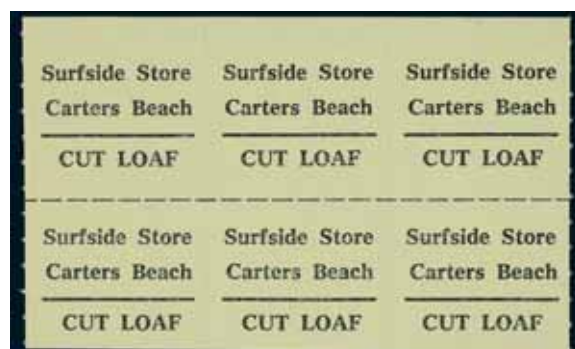 Surfside Store Surfside Store Surfside Store
Carters Beach Carters Beach Carters Beach
CUT LOAF CUT LOAF CUT LOAF
Surfside Store Surfside Store Surfside Store
Carters Beach Carters Beach Carters Beach
CUT LOAF CUT LOAF CUT LOAF